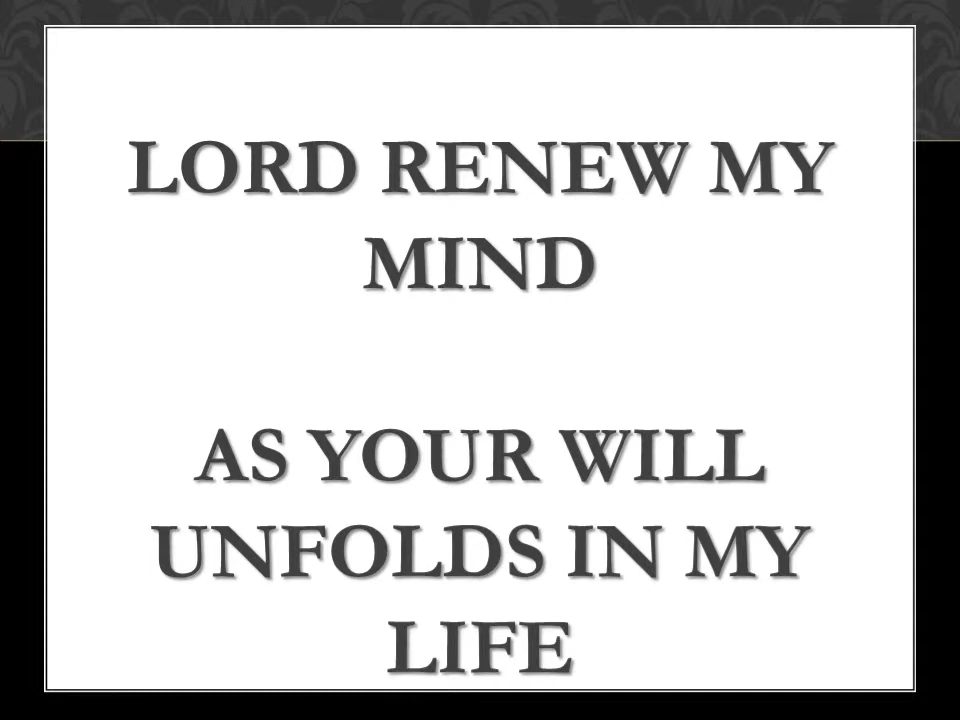 LORD RENEW MY
MIND
AS YOUR WILL
UNFOLDS IN MY
LIFE